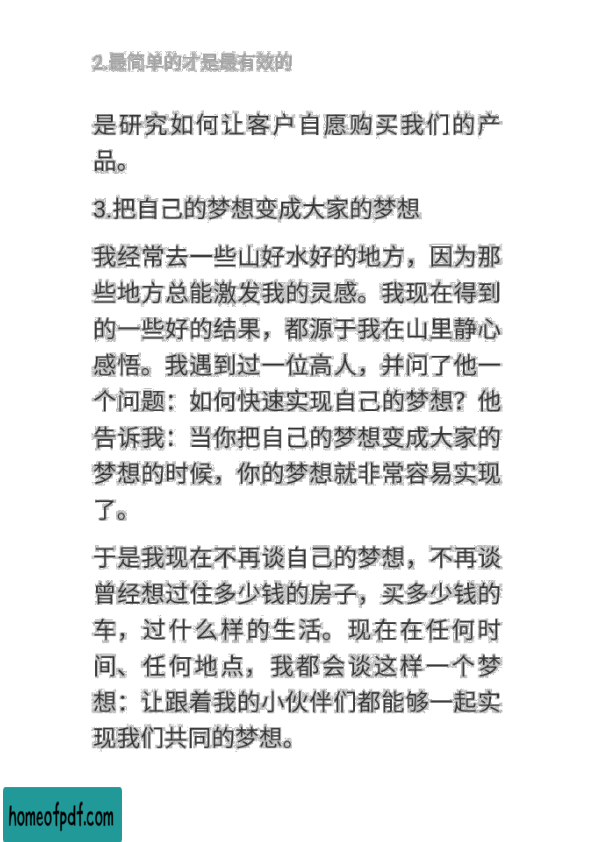 2.最简单的才是最有效的
是研究如何让客户自愿购买我们的产
品。
3.把自己的梦想变成大家的梦想
我经常去一些山好水好的地方，因为那
些地方总能激发我的灵感。我现在得到
的一些好的结果，都源于我在山里静心
感悟。我遇到过一位高人，并问了他一
个问题：如何快速实现自己的梦想？他
告诉我：当你把自己的梦想变成大家的
梦想的时候，你的梦想就非常容易实现
了。
于是我现在不再谈自己的梦想，不再谈
曾经想过住多少钱的房子，买多少钱的
车，过什么样的生活。现在在任何时
间、任何地点，我都会谈这样一个梦
想：让跟着我的小伙伴们都能够一起实
现我们共同的梦想。
homeofpdf.com